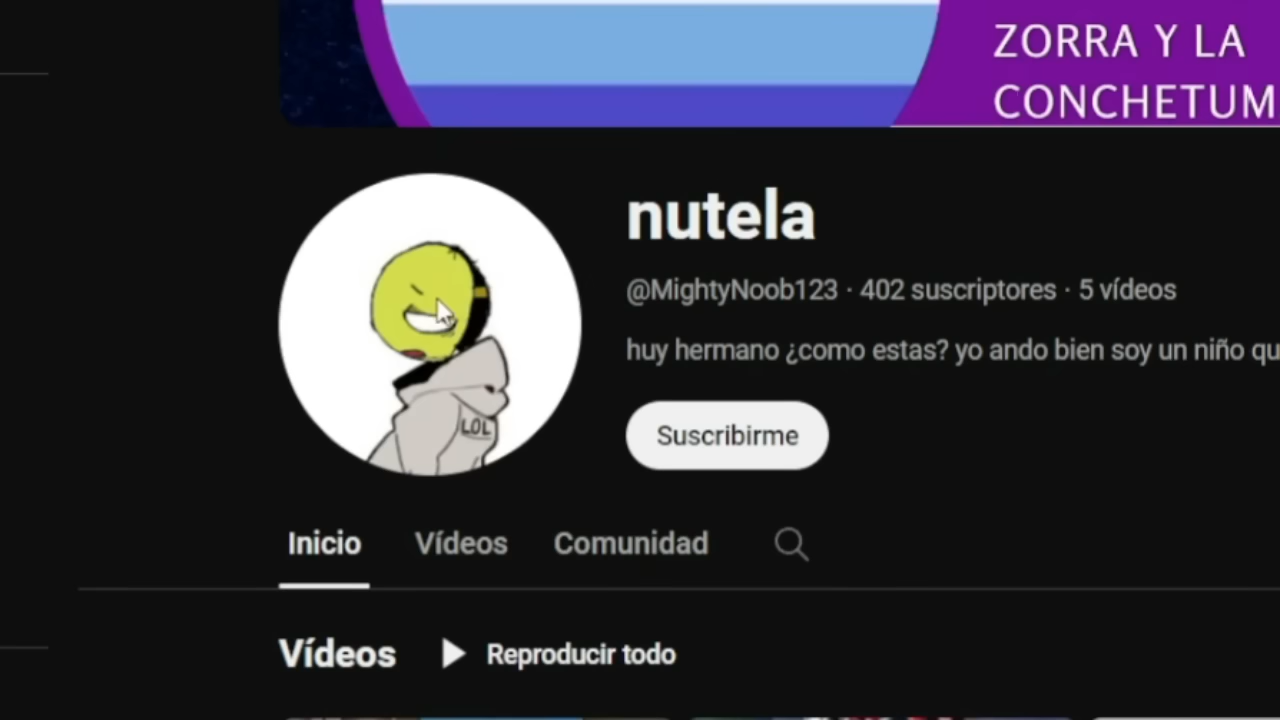 ZORRA Y LA
CONCHETUM
nutela
@MightyNoob123 · 402 suscriptores · 5 vídeos
huy hermano ¿como estas? yo ando bien soy un niño qu
LOL
Suscribirme
Inicio Vídeos Comunidad
Vídeos Reproducir todo